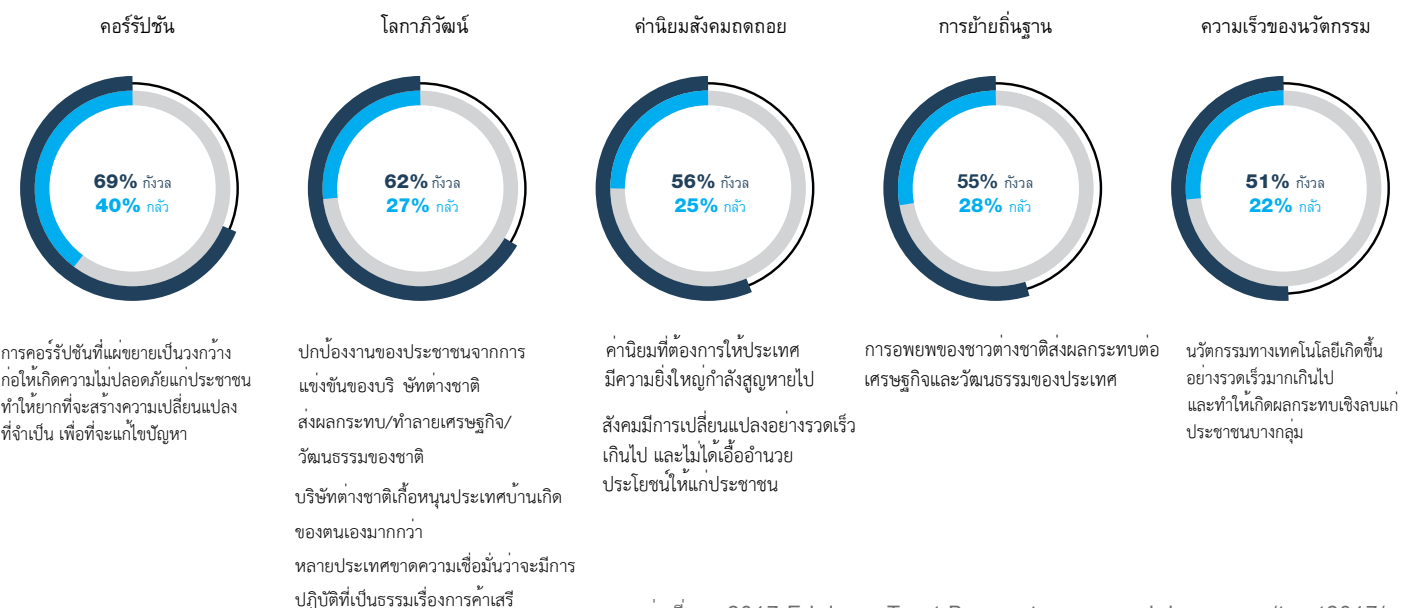 คอร์รัปชัน
โลกาภิวัฒน์
ค่านิยมสังคมถดถอย
การย้ายถิ่นฐาน
ความเร็วของนวัตกรรม
69% กังวล
40% กลัว
62% กังวล
27% กลัว
56% กังวล
25% กลัว
55% กังวล
28% กลัว
51% กังวล
22% กลัว
การคอร์รัปชันที่แผ่ขยายเป็นวงกว้าง
ก่อให้เกิดความไม่ปลอดภัยแก่ประชาชน
ทำให้ยากที่จะสร้างความเปลี่ยนแปลง
ที่จำเป็น เพื่อที่จะแก้ไขปัญหา
ปกป้องงานของประชาชนจากการ
แข่งขันของบริ ษัทต่างชาติ
ส่งผลกระทบ/ทำลายเศรษฐกิจ/
วัฒนธรรมของชาติ
บริษัทต่างชาติเกื้อหนุนประเทศบ้านเกิด
ของตนเองมากกว่า
หลายประเทศขาดความเชื่อมั่นว่าจะมีการ
ปฏิบัติที่เป็นธรรมเรื่องการค้าเสรี
ค่านิยมที่ต้องการให้ประเทศ
มีความยิ่งใหญ่กำลังสูญหายไป
สังคมมีการเปลี่ยนแปลงอย่างรวดเร็ว
เกินไป และไม่ได้เอื้ออำนวย
ประโยชน์ให้แก่ประชาชน
การอพยพของชาวต่างชาติส่งผลกระทบต่อ
เศรษฐกิจและวัฒนธรรมของประเทศ
นวัตกรรมทางเทคโนโลยีเกิดขึ้น
อย่างรวดเร็วมากเกินไป
และทำให้เกิดผลกระทบเชิงลบแก่
ประชาชนบางกลุ่ม